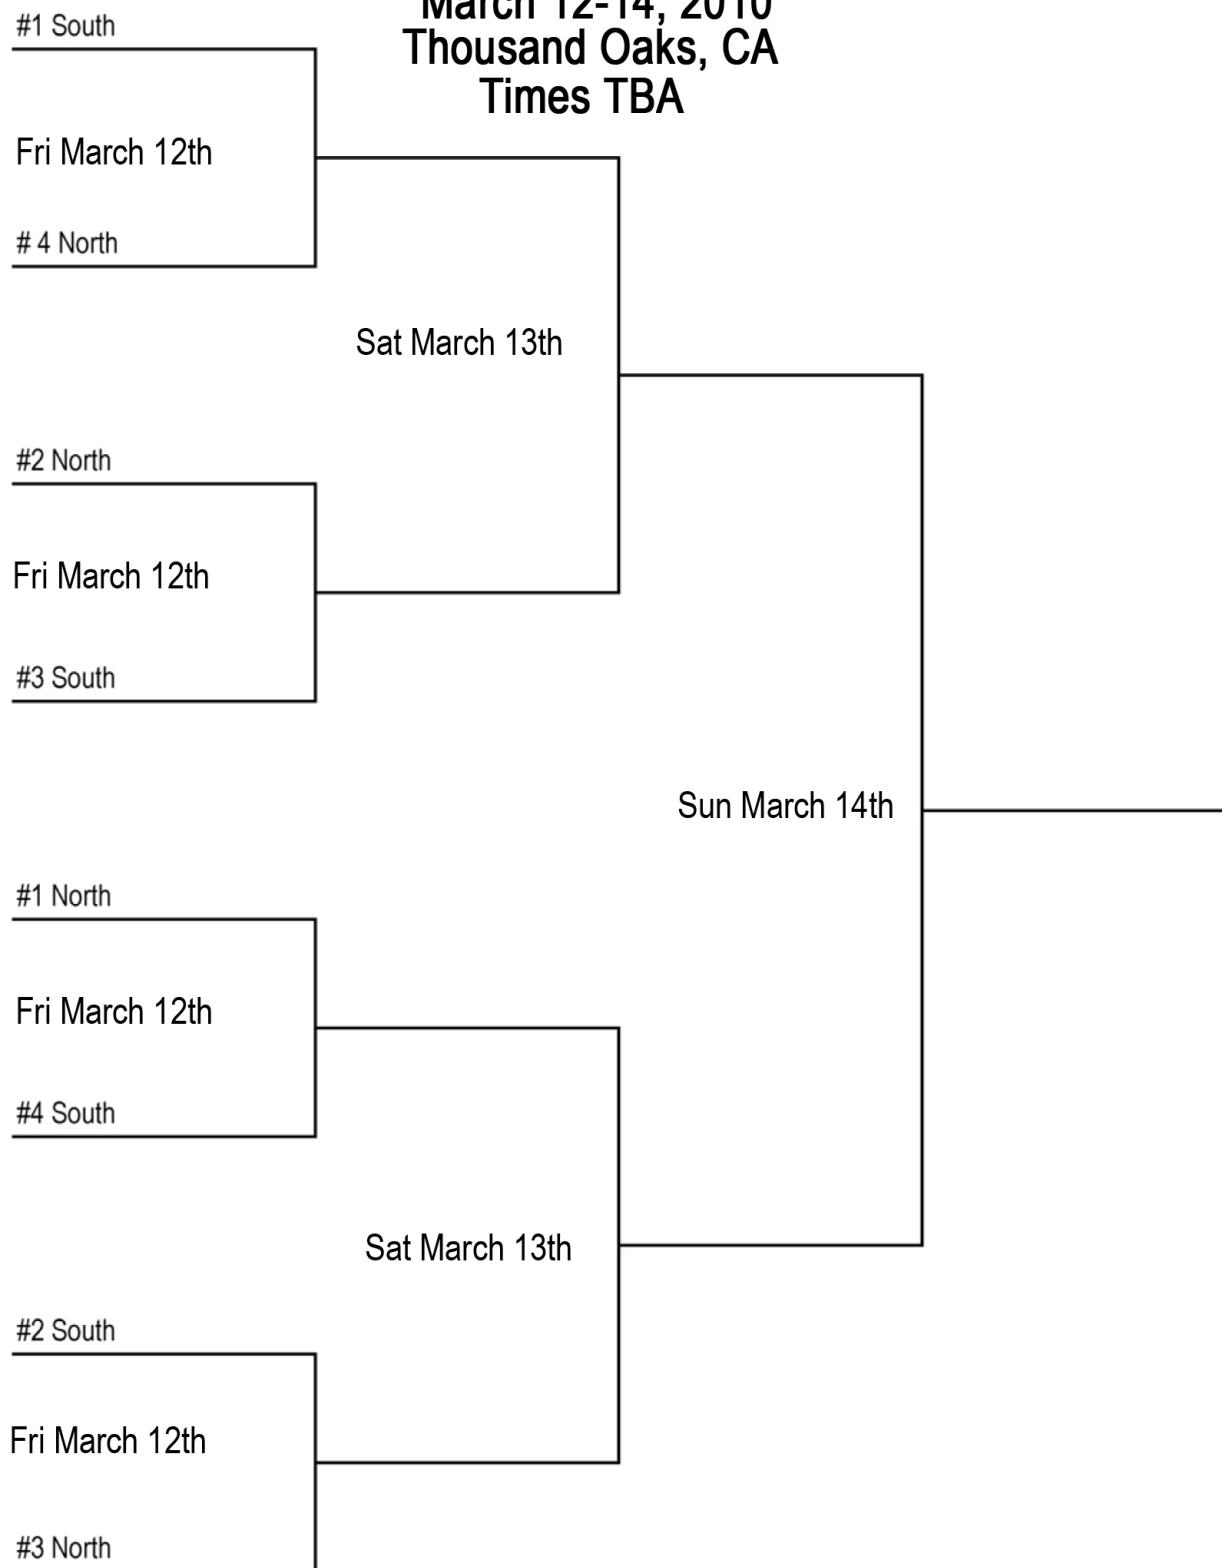 March 12-14, 2010
Thousand Oaks, CA
Times TBA
#1 South
Fri March 12th
# 4 North
Sat March 13th
#2 North
Fri March 12th
#3 South
Sun March 14th
#1 North
Fri March 12th
#4 South
Sat March 13th
#2 South
Fri March 12th
#3 North